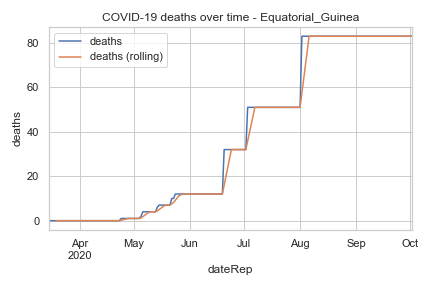 COVID-19 deaths over time - Equatorial_Guinea
deaths
deaths (rolling)
80
60
40
20
0
deaths
Apr
2020
May
Jun
Jul
Aug
Sep
Oct
dateRep